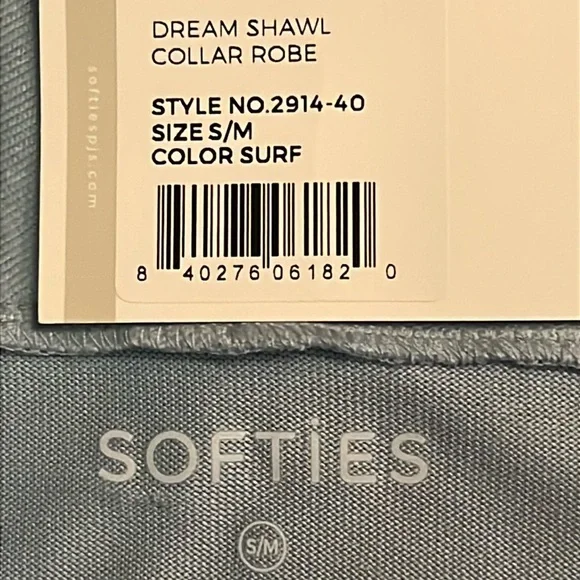 softiespjs.com
DREAM SHAWL
COLLAR ROBE
STYLE NO.2914-40
SIZE S/M
COLOR SURF
8 40276 06182 0
SOFTiES
S/M